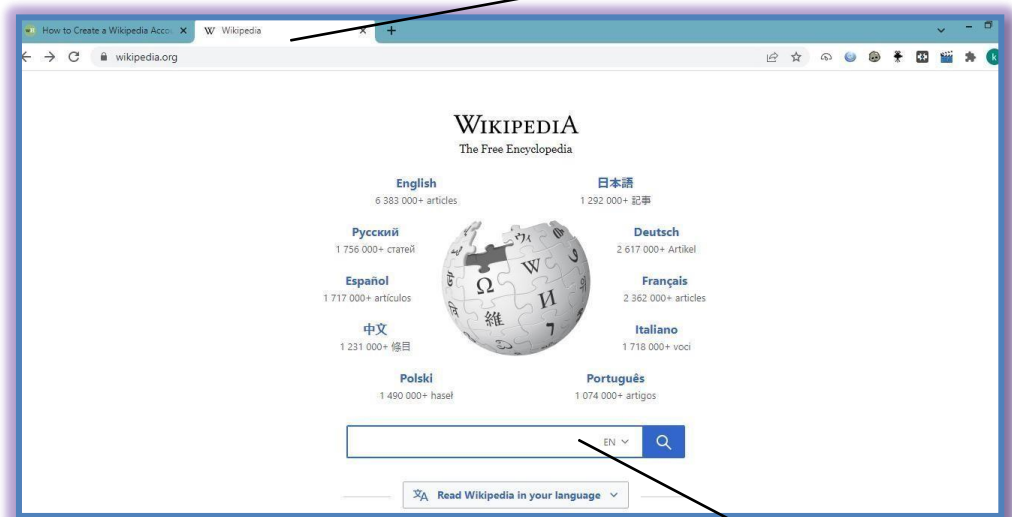 How to Create a Wikipedia Accou
W Wikipedia
wikipedia.org
k
WIKIPEDIA
The Free Encyclopedia
English
6 383 000+ articles
日本語
1 292 000+ 記事
Русский
1 756 000+ статей
Deutsch
2 617 000+ Artikel
Español
1 717 000+ artículos
Français
2 362 000+ articles
中文
1 231 000+ 條目
Italiano
1 718 000+ voci
Polski
1 490 000+ haseł
Português
1 074 000+ artigos
Ω W И 維 7
EN
Read Wikipedia in your language